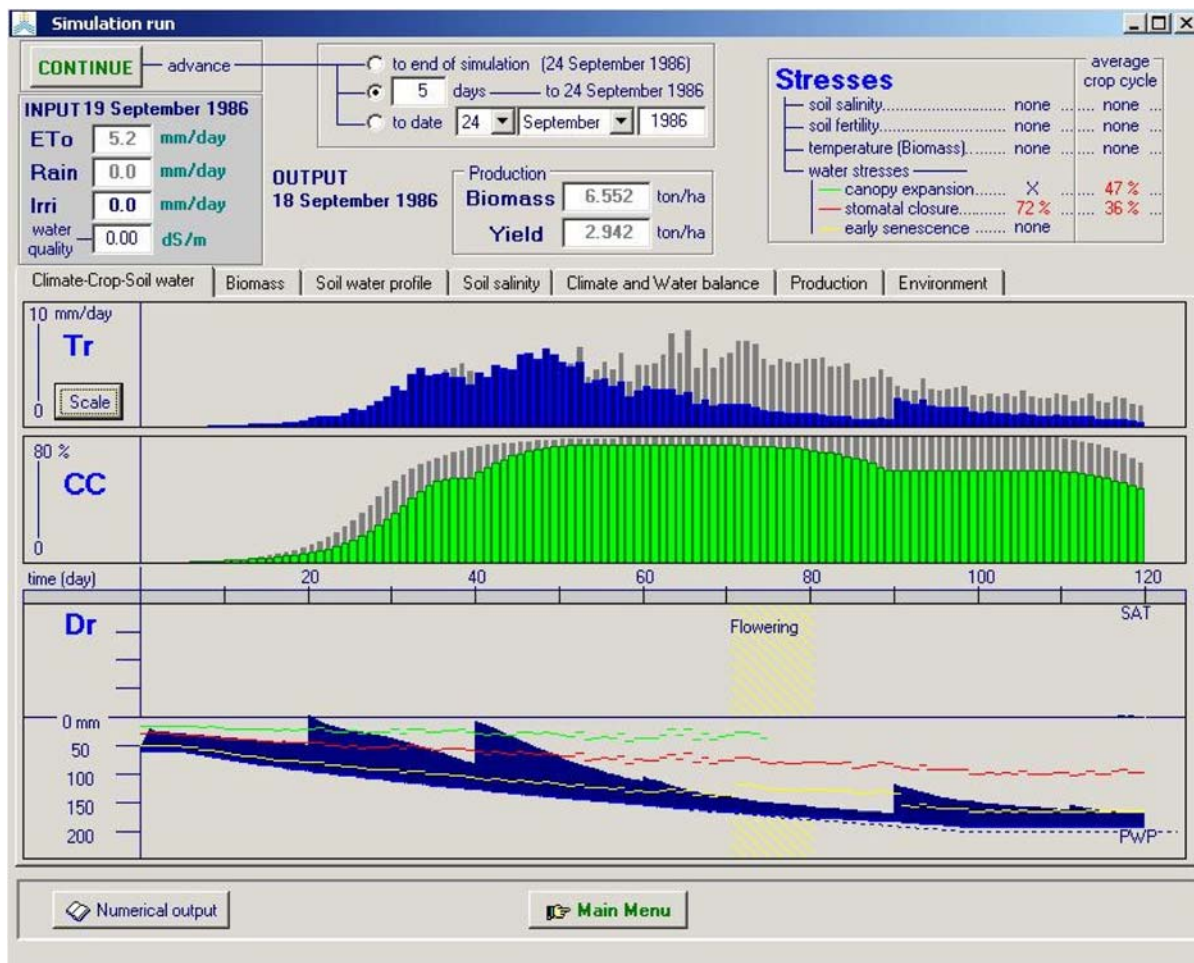 Simulation run
CONTINUE
advance
to end of simulation (24 September 1986)
5 days to 24 September 1986
to date 24 September 1986
INPUT 19 September 1986
ETo 5.2 mm/day
Rain 0.0 mm/day
Irri 0.0 mm/day
water quality 0.00 dS/m
OUTPUT
18 September 1986
Production
Biomass 6.552 ton/ha
Yield 2.942 ton/ha
Stresses
average
crop cycle
soil salinity....................... none ...... none ...
soil fertility........................ none ...... none ...
temperature (Biomass)......... none ...... none ...
water stresses
canopy expansion...... X ...... 47 % ...
stomatal closure........ 72 % ...... 36 % ...
early senescence ....... none
Climate-Crop-Soil water Biomass Soil water profile Soil salinity Climate and Water balance Production Environment
10 mm/day
Tr
0
Scale
80 %
CC
0
time (day) 20 40 60 80 100 120
Dr
SAT
Flowering
0 mm
50
100
150
200
PWP
Numerical output
Main Menu